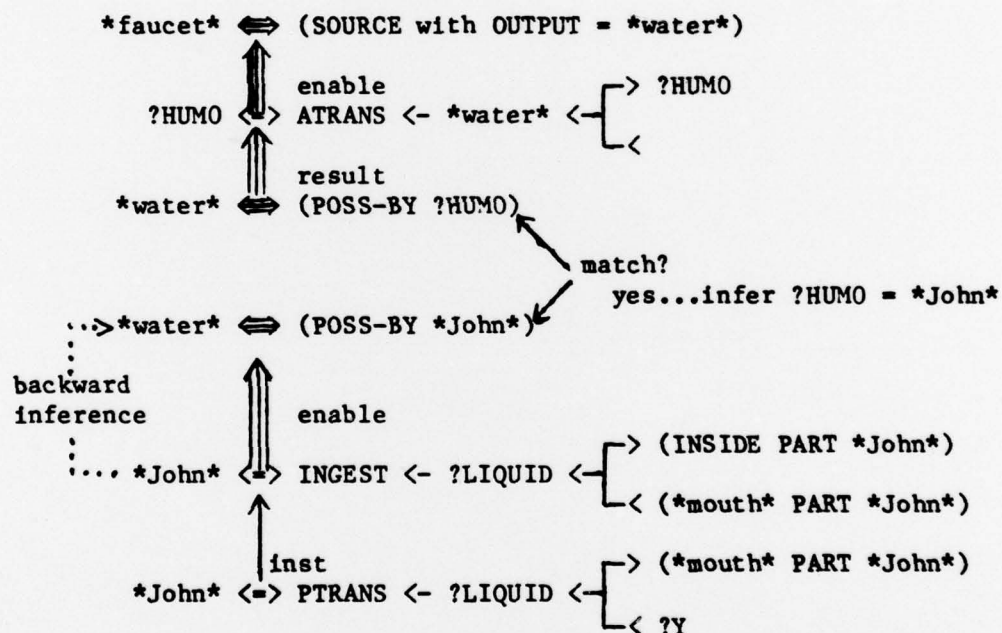 *faucet* <=> (SOURCE with OUTPUT = *water*)
enable
?HUMO <=> ATRANS <- *water* <- > ?HUMO
<
result
*water* <=> (POSS-BY ?HUMO)
match?
yes...infer ?HUMO = *John*
*water* <=> (POSS-BY *John*)
backward
inference
enable
*John* <=> INGEST <- ?LIQUID <- > (INSIDE PART *John*)
< (*mouth* PART *John*)
inst
*John* <=> PTRANS <- ?LIQUID <- > (*mouth* PART *John*)
< ?Y